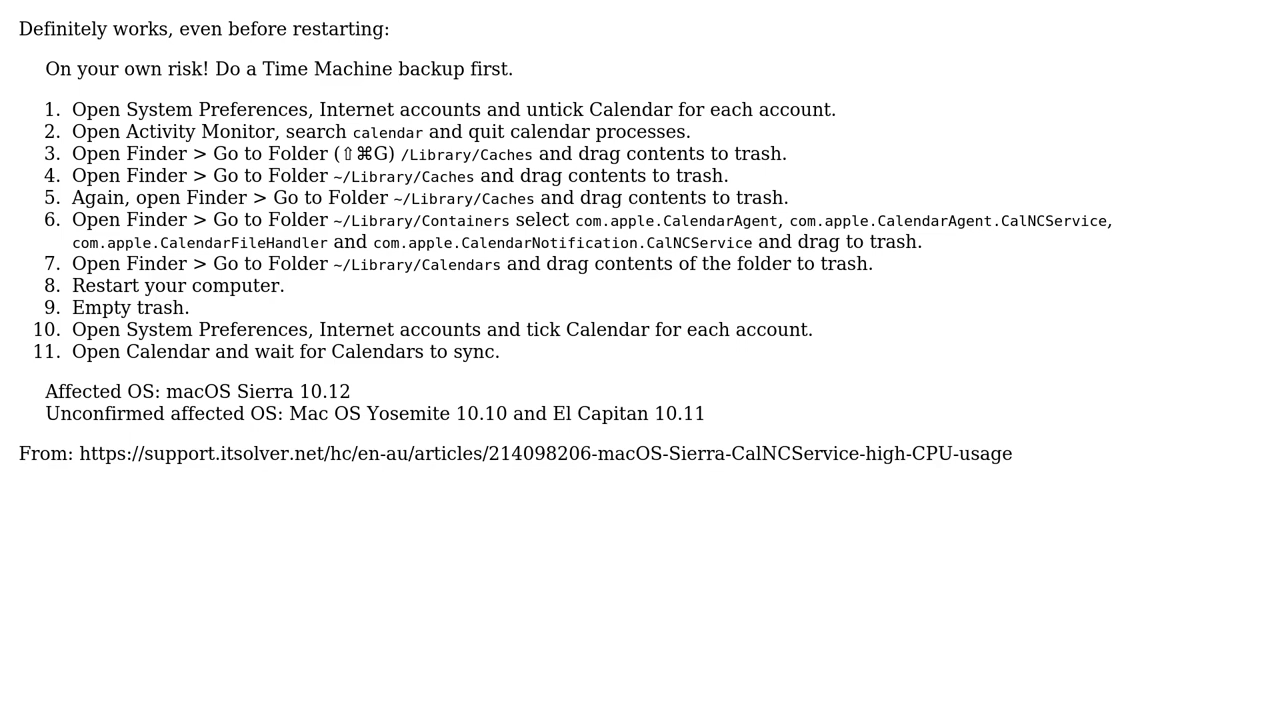 Definitely works, even before restarting:
On your own risk! Do a Time Machine backup first.
1. Open System Preferences, Internet accounts and untick Calendar for each account.
2. Open Activity Monitor, search calendar and quit calendar processes.
3. Open Finder > Go to Folder (⇧⌘G) /Library/Caches and drag contents to trash.
4. Open Finder > Go to Folder ~/Library/Caches and drag contents to trash.
5. Again, open Finder > Go to Folder ~/Library/Caches and drag contents to trash.
6. Open Finder > Go to Folder ~/Library/Containers select com.apple.CalendarAgent, com.apple.CalendarAgent.CalNCService,
com.apple.CalendarFileHandler and com.apple.CalendarNotification.CalNCService and drag to trash.
7. Open Finder > Go to Folder ~/Library/Calendars and drag contents of the folder to trash.
8. Restart your computer.
9. Empty trash.
10. Open System Preferences, Internet accounts and tick Calendar for each account.
11. Open Calendar and wait for Calendars to sync.
Affected OS: macOS Sierra 10.12
Unconfirmed affected OS: Mac OS Yosemite 10.10 and El Capitan 10.11
From: https://support.itsolver.net/hc/en-au/articles/214098206-macOS-Sierra-CalNCService-high-CPU-usage